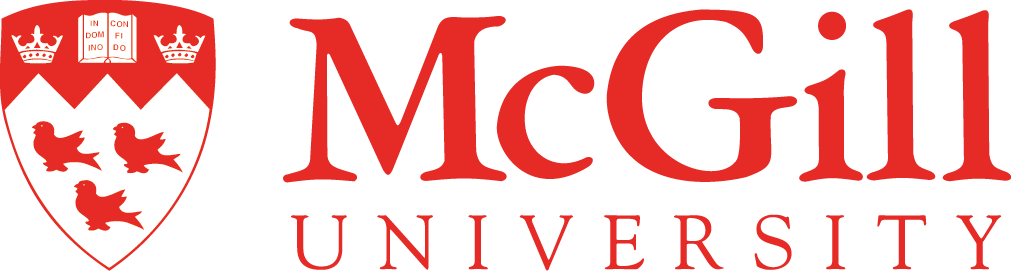 IN DOM INO
CON FI DO
McGill
UNIVERSITY